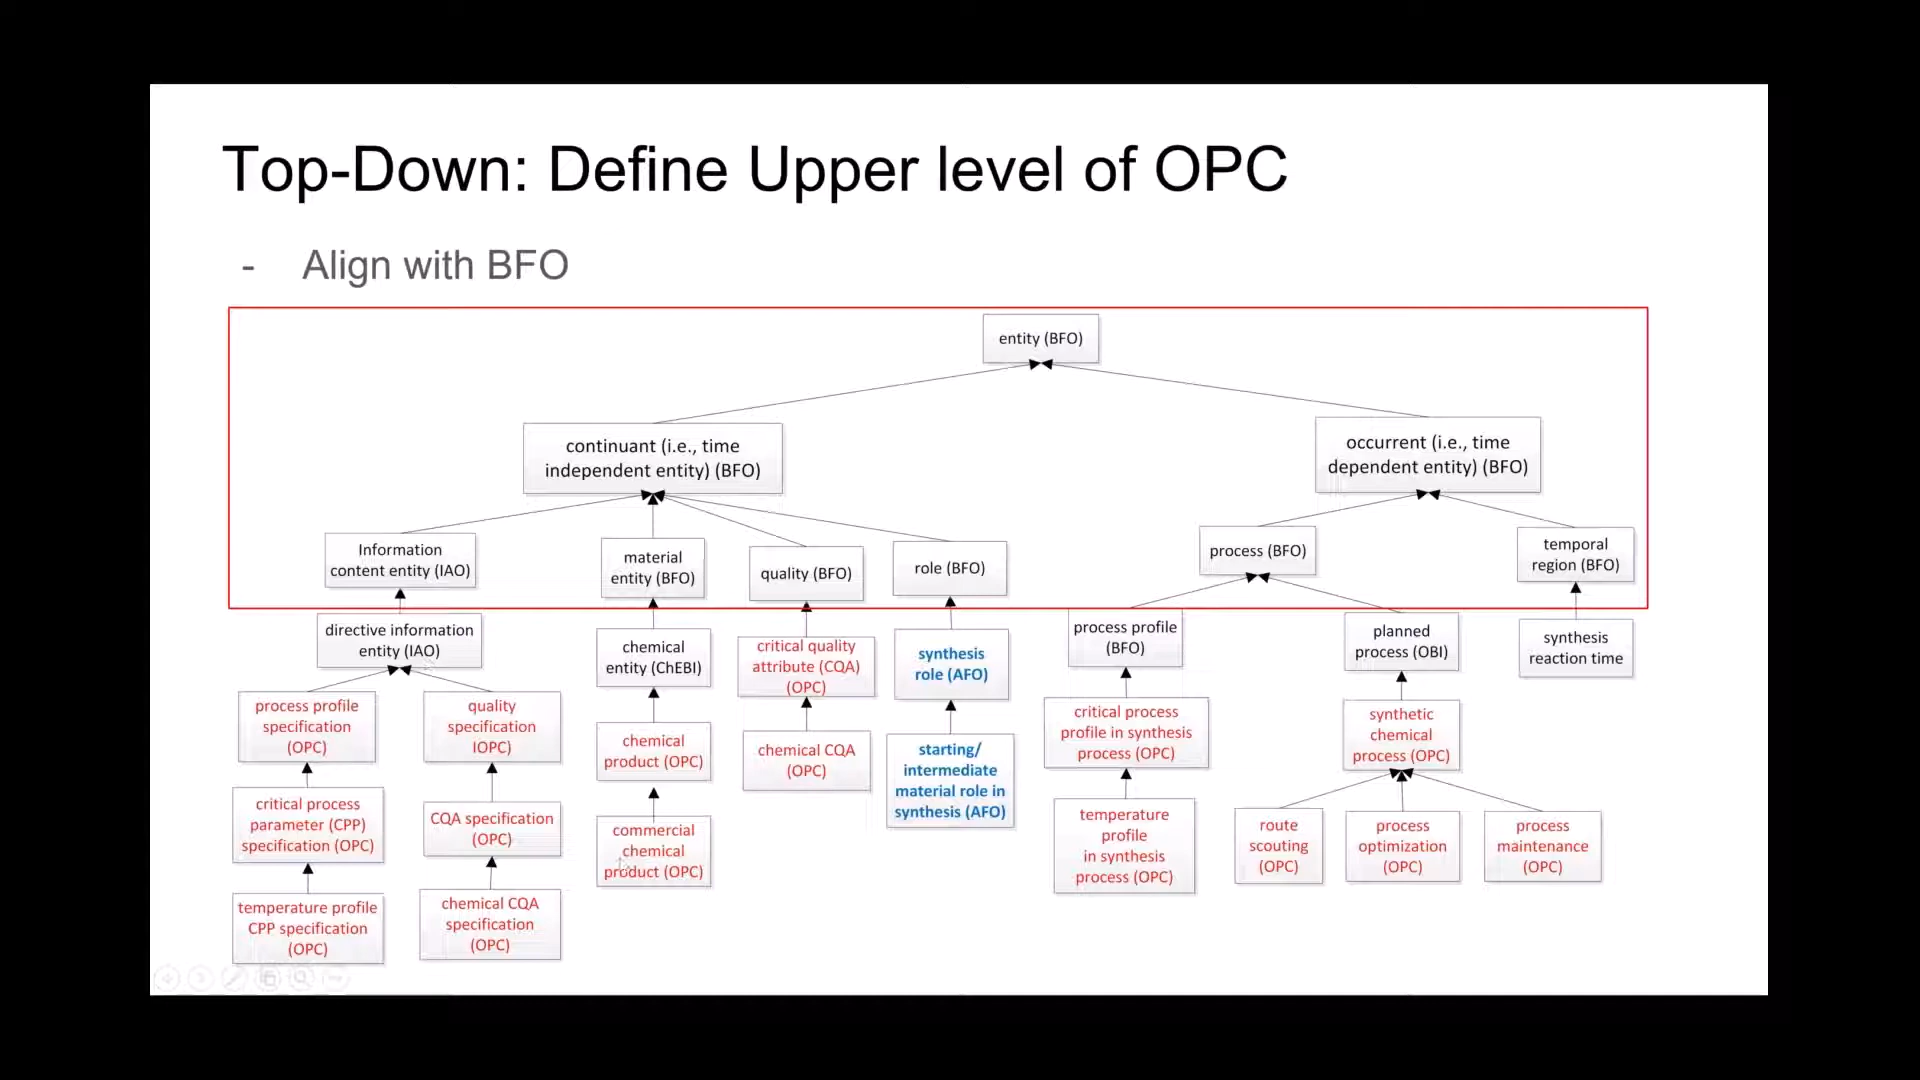 Top-Down: Define Upper level of OPC
- Align with BFO
entity (BFO)
continuant (i.e., time
independent entity) (BFO)
occurrent (i.e., time
dependent entity) (BFO)
Information
content entity (IAO)
material
entity (BFO)
quality (BFO)
role (BFO)
process (BFO)
temporal
region (BFO)
directive information
entity (IAO)
chemical
entity (ChEBI)
critical quality
attribute (CQA)
(OPC)
synthesis
role (AFO)
process profile
(BFO)
planned
process (OBI)
synthesis
reaction time
process profile
specification
(OPC)
quality
specification
IOPC)
chemical
product (OPC)
chemical CQA
(OPC)
starting/
intermediate
material role in
synthesis (AFO)
critical process
profile in synthesis
process (OPC)
synthetic
chemical
process (OPC)
critical process
parameter (CPP)
specification (OPC)
CQA specification
(OPC)
commercial
chemical
product (OPC)
temperature
profile
in synthesis
process (OPC)
route
scouting
(OPC)
process
optimization
(OPC)
process
maintenance
(OPC)
temperature profile
CPP specification
(OPC)
chemical CQA
specification
(OPC)